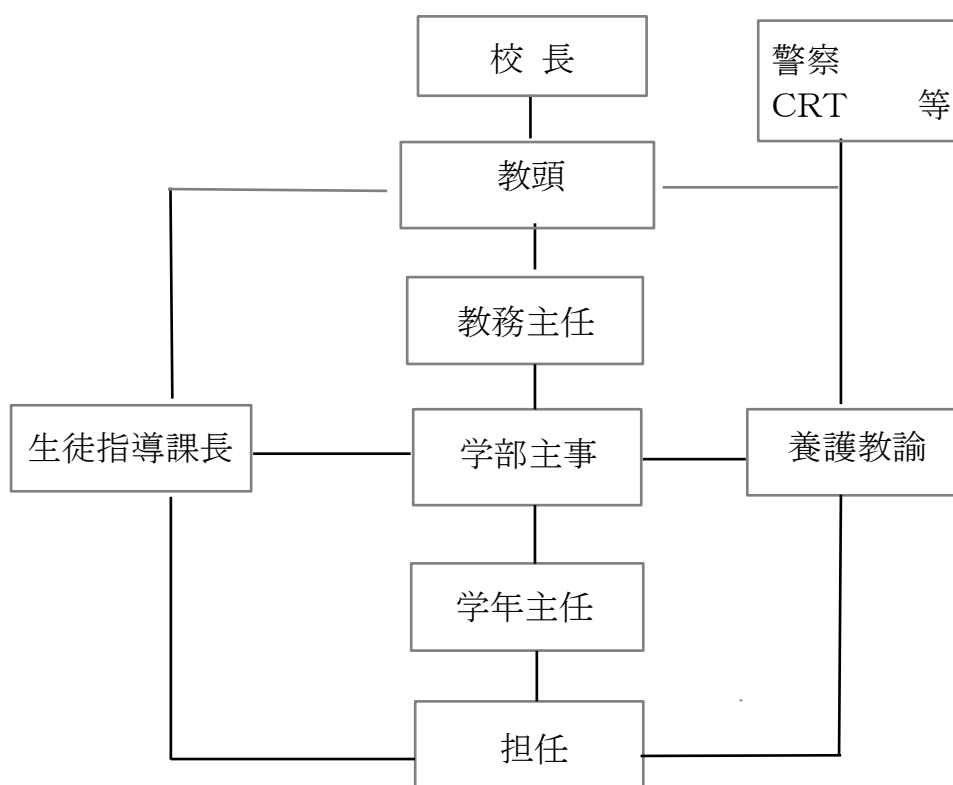 校 長
警察
CRT 等
教頭
教務主任
生徒指導課長
学部主事
養護教諭
学年主任
担任